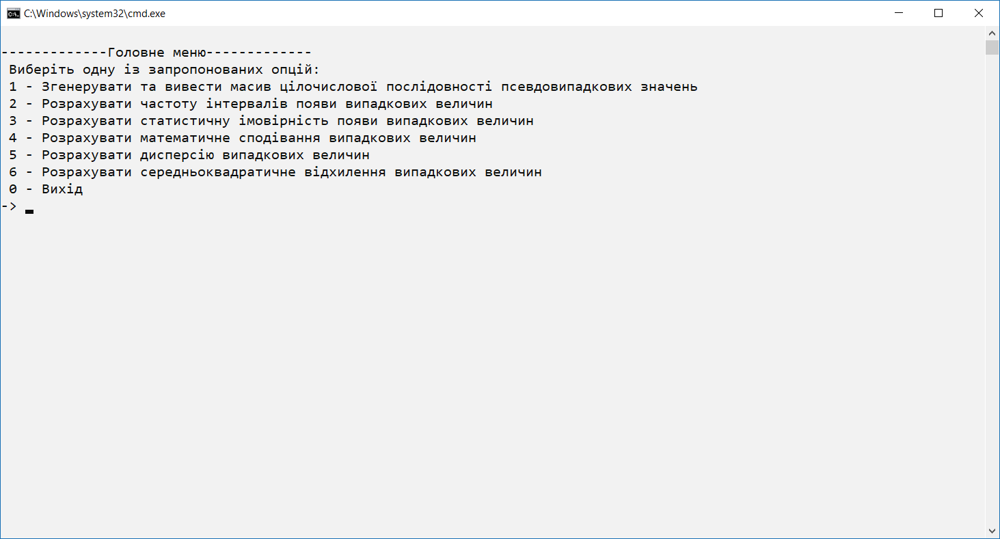 C:\Windows\system32\cmd.exe
-------------Головне меню-------------
Виберіть одну із запропонованих опцій:
1 - Згенерувати та вивести масив цілочислової послідовності псевдовипадкових значень
2 - Розрахувати частоту інтервалів появи випадкових величин
3 - Розрахувати статистичну імовірність появи випадкових величин
4 - Розрахувати математичне сподівання випадкових величин
5 - Розрахувати дисперсію випадкових величин
6 - Розрахувати середньоквадратичне відхилення випадкових величин
0 - Вихід
->